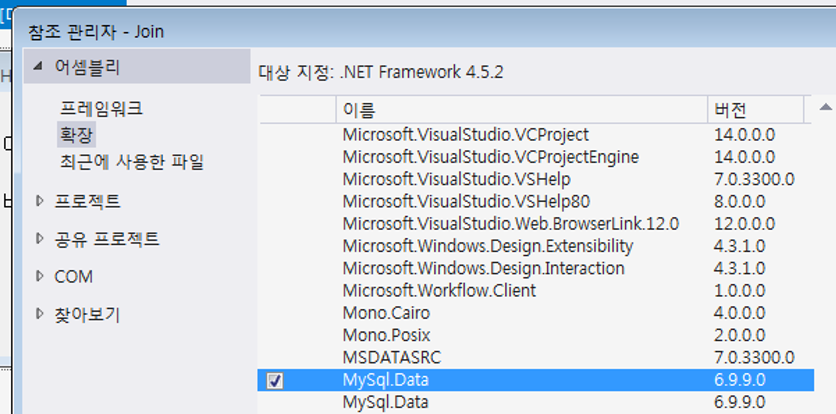 참조 관리자 - Join
어셈블리
프레임워크
확장
최근에 사용한 파일
프로젝트
공유 프로젝트
COM
찾아보기
대상 지정: .NET Framework 4.5.2
이름 버전
Microsoft.VisualStudio.VCProject 14.0.0.0
Microsoft.VisualStudio.VCProjectEngine 14.0.0.0
Microsoft.VisualStudio.VSHelp 7.0.3300.0
Microsoft.VisualStudio.VSHelp80 8.0.0.0
Microsoft.VisualStudio.Web.BrowserLink.12.0 12.0.0.0
Microsoft.Windows.Design.Extensibility 4.3.1.0
Microsoft.Windows.Design.Interaction 4.3.1.0
Microsoft.Workflow.Client 1.0.0.0
Mono.Cairo 4.0.0.0
Mono.Posix 2.0.0.0
MSDATASRC 7.0.3300.0
MySql.Data 6.9.9.0
MySql.Data 6.9.9.0